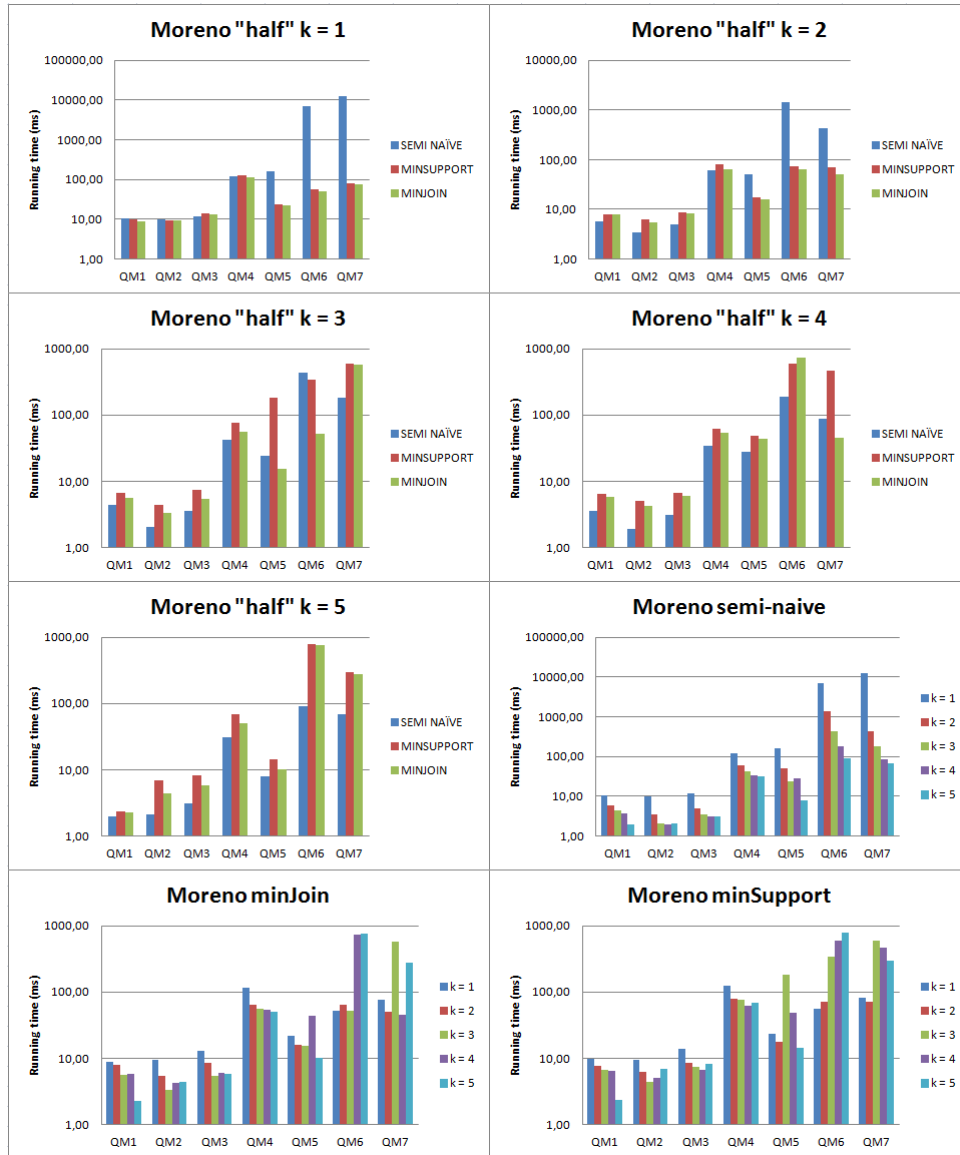 Moreno "half" k = 1
Running time (ms)
100000,00
10000,00
1000,00
100,00
10,00
1,00
QM1 QM2 QM3 QM4 QM5 QM6 QM7
SEMI NAÏVE
MINSUPPORT
MINJOIN
Moreno "half" k = 2
Running time (ms)
10000,00
1000,00
100,00
10,00
1,00
QM1 QM2 QM3 QM4 QM5 QM6 QM7
SEMI NAÏVE
MINSUPPORT
MINJOIN
Moreno "half" k = 3
Running time (ms)
1000,00
100,00
10,00
1,00
QM1 QM2 QM3 QM4 QM5 QM6 QM7
SEMI NAÏVE
MINSUPPORT
MINJOIN
Moreno "half" k = 4
Running time (ms)
1000,00
100,00
10,00
1,00
QM1 QM2 QM3 QM4 QM5 QM6 QM7
SEMI NAÏVE
MINSUPPORT
MINJOIN
Moreno "half" k = 5
Running time (ms)
1000,00
100,00
10,00
1,00
QM1 QM2 QM3 QM4 QM5 QM6 QM7
SEMI NAÏVE
MINSUPPORT
MINJOIN
Moreno semi-naive
Running time (ms)
100000,00
10000,00
1000,00
100,00
10,00
1,00
QM1 QM2 QM3 QM4 QM5 QM6 QM7
k = 1
k = 2
k = 3
k = 4
k = 5
Moreno minJoin
Running time (ms)
1000,00
100,00
10,00
1,00
QM1 QM2 QM3 QM4 QM5 QM6 QM7
k = 1
k = 2
k = 3
k = 4
k = 5
Moreno minSupport
Running time (ms)
1000,00
100,00
10,00
1,00
QM1 QM2 QM3 QM4 QM5 QM6 QM7
k = 1
k = 2
k = 3
k = 4
k = 5